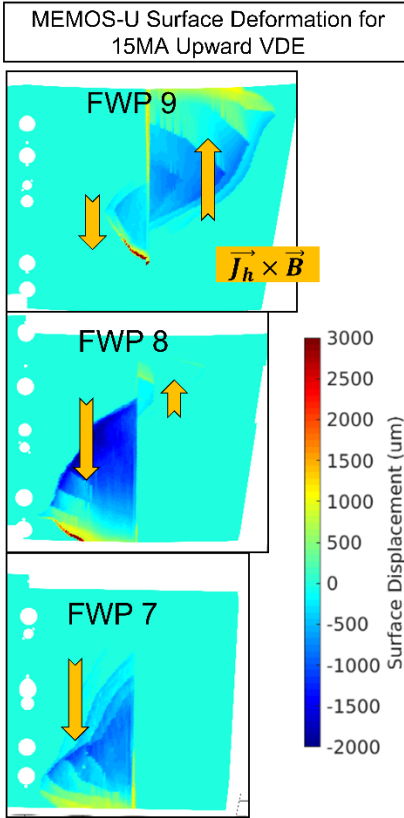 MEMOS-U Surface Deformation for
15MA Upward VDE
FWP 9
J_h × B
FWP 8
3000
2500
2000
1500
1000
500
0
-500
-1000
-1500
-2000
Surface Displacement (um)
FWP 7